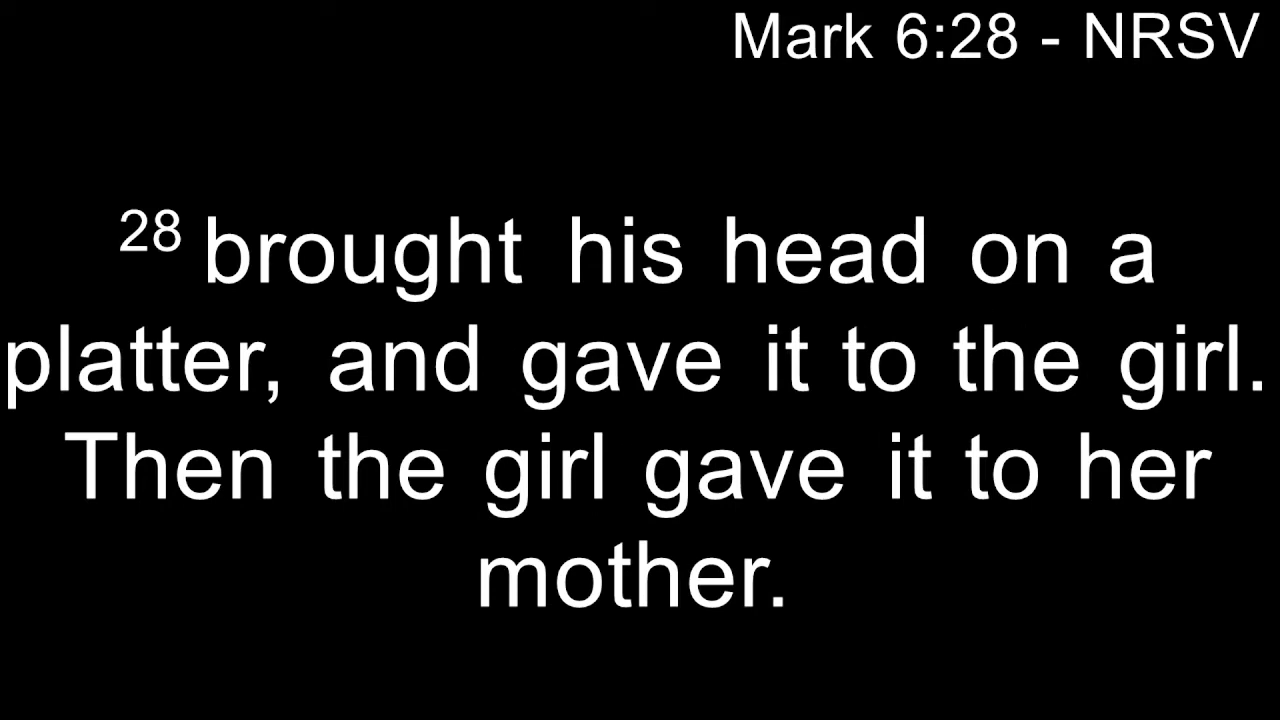 Mark 6:28 - NRSV
28 brought his head on a
platter, and gave it to the girl.
Then the girl gave it to her
mother.